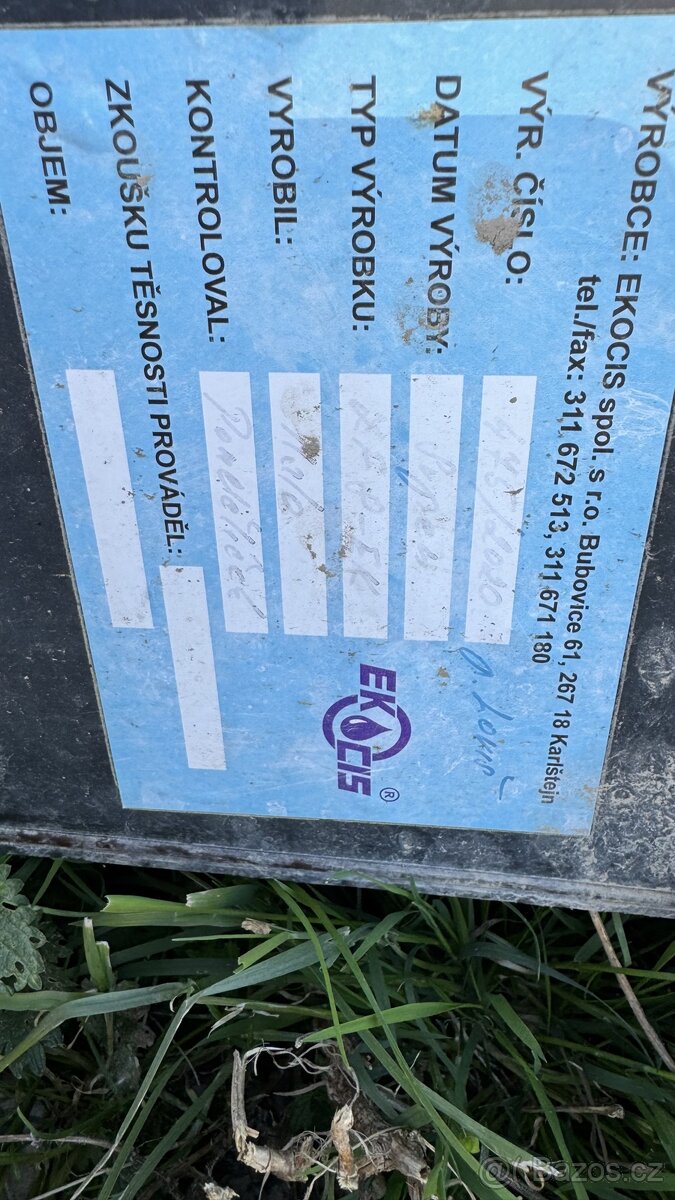 VÝROBCE: EKOCIS spol. s r.o. Bubovice 61, 267 18 Karlštejn
tel./fax: 311 672 513, 311 671 180
VÝR. ČÍSLO:
DATUM VÝROBY:
TYP VÝROBKU:
VYROBIL:
KONTROLOVAL: Pondělíček
ZKOUŠKU TĚSNOSTI PROVÁDĚL:
OBJEM:
EKOCIS ®
Bazos.cz